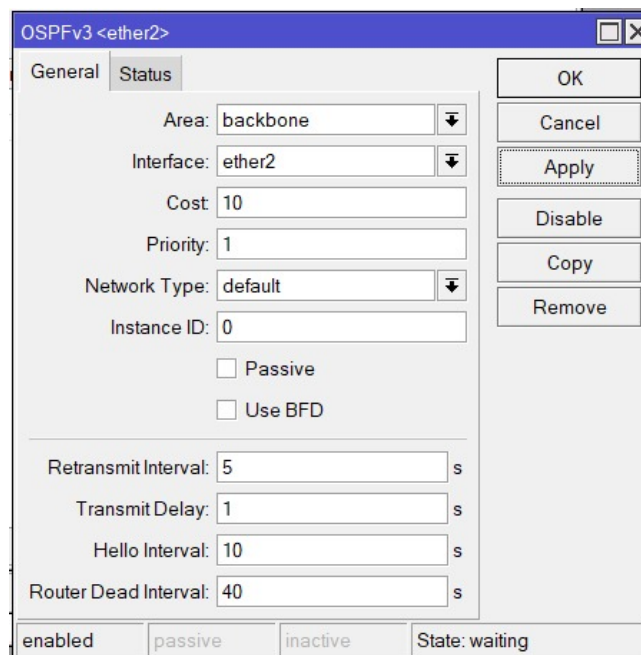 OSPFv3 <ether2>
General Status
Area: backbone
Interface: ether2
Cost: 10
Priority: 1
Network Type: default
Instance ID: 0
Passive
Use BFD
Retransmit Interval: 5 s
Transmit Delay: 1 s
Hello Interval: 10 s
Router Dead Interval: 40 s
OK
Cancel
Apply
Disable
Copy
Remove
enabled passive inactive State: waiting